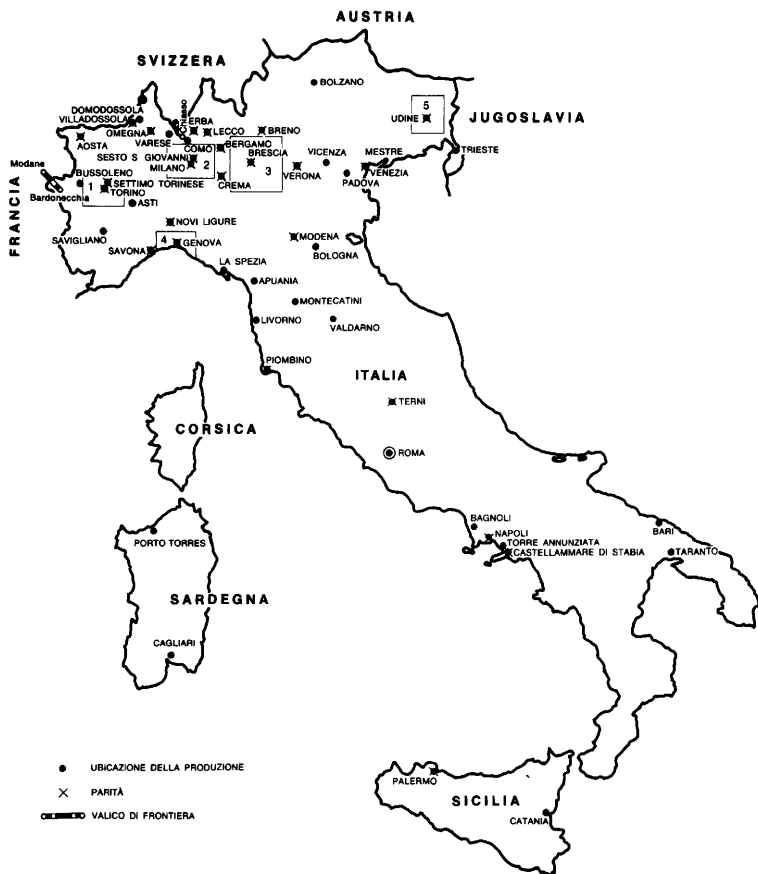 AUSTRIA
SVIZZERA
BOLZANO
5
UDINE
JUGOSLAVIA
DOMODOSSOLA
VILLADOSSOLA
Chiasso
ERBA
OMEGNA
LECCO
BRENO
AOSTA
VARESE
COMO
BERGAMO
TRIESTE
SESTO S GIOVANNI
MILANO
2
BRESCIA
3
VICENZA
MESTRE
VENEZIA
Modane
BUSSOLENO
1
SETTIMO TORINESE
TORINO
CREMA
VERONA
PADOVA
Bardonecchia
ASTI
FRANCIA
NOVI LIGURE
SAVIGLIANO
4
GENOVA
MODENA
BOLOGNA
SAVONA
LA SPEZIA
APUANIA
MONTECATINI
LIVORNO
VALDARNO
PIOMBINO
ITALIA
TERNI
CORSICA
ROMA
BAGNOLI
NAPOLI
BARI
PORTO TORRES
TORRE ANNUNZIATA
CASTELLAMMARE DI STABIA
TARANTO
SARDEGNA
CAGLIARI
UBICAZIONE DELLA PRODUZIONE
PARITÀ
VALICO DI FRONTIERA
PALERMO
SICILIA
CATANIA